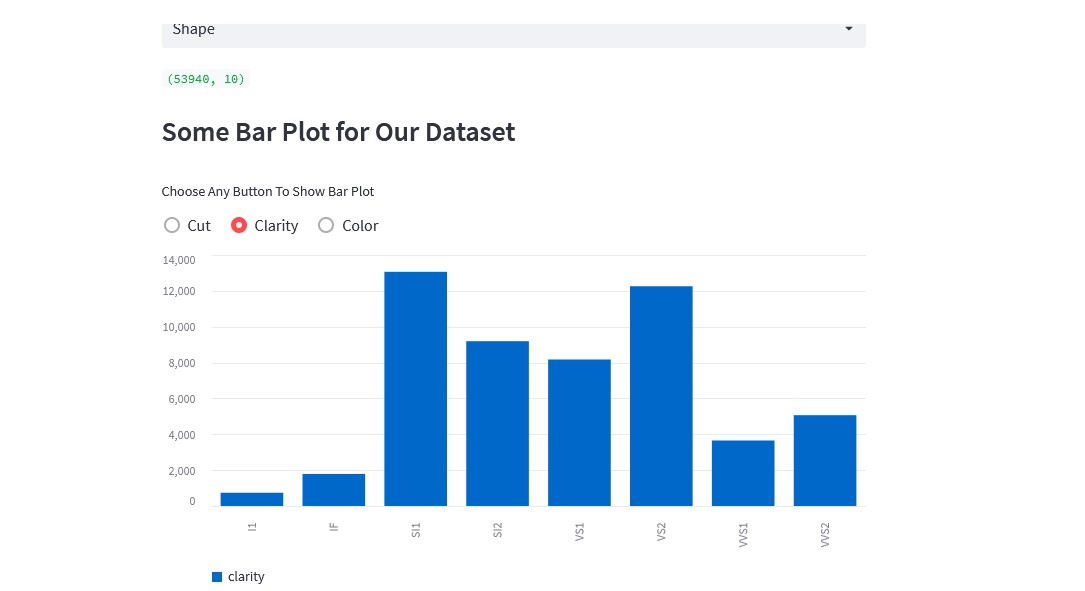 Shape
(53940, 10)
Some Bar Plot for Our Dataset
Choose Any Button To Show Bar Plot
Cut Clarity Color
14,000
12,000
10,000
8,000
6,000
4,000
2,000
0
I1 IF SI1 SI2 VS1 VS2 VVS1 VVS2
clarity